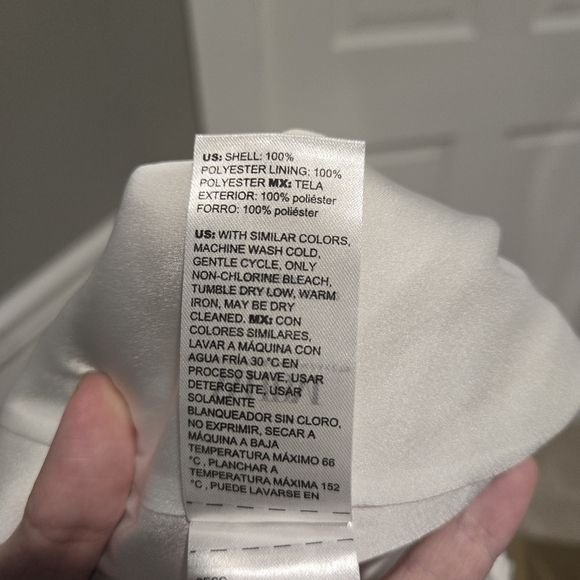 US: SHELL: 100%
POLYESTER LINING: 100%
POLYESTER MX: TELA
EXTERIOR: 100% poliéster
FORRO: 100% poliéster
US: WITH SIMILAR COLORS,
MACHINE WASH COLD,
GENTLE CYCLE, ONLY
NON-CHLORINE BLEACH,
TUMBLE DRY LOW, WARM
IRON, MAY BE DRY
CLEANED. MX: CON
COLORES SIMILARES,
LAVAR A MÁQUINA CON
AGUA FRÍA 30 °C EN
PROCESO SUAVE, USAR
DETERGENTE, USAR
SOLAMENTE
BLANQUEADOR SIN CLORO,
NO EXPRIMIR, SECAR A
MÁQUINA A BAJA
TEMPERATURA MÁXIMO 66
°C , PLANCHAR A
TEMPERATURA MÁXIMA 152
°C , PUEDE LAVARSE EN